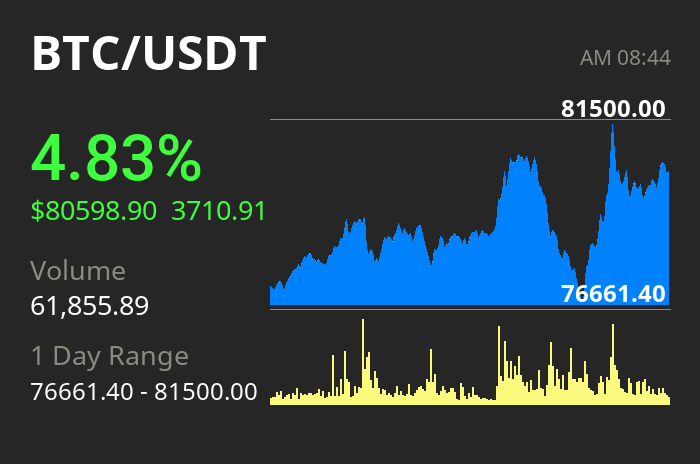 BTC/USDT
AM 08:44
81500.00
4.83%
$80598.90 3710.91
Volume
61,855.89
76661.40
1 Day Range
76661.40 - 81500.00